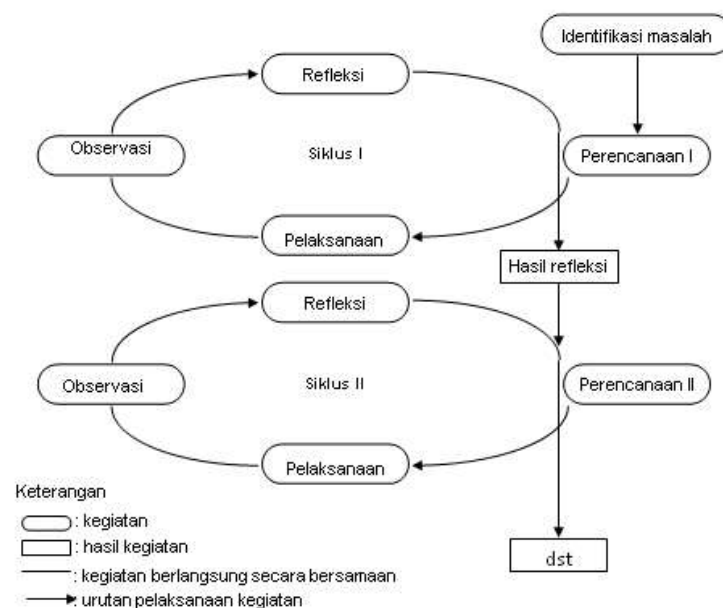 Identifikasi masalah
Refleksi
Observasi
Siklus I
Perencanaan I
Pelaksanaan
Hasil refleksi
Refleksi
Observasi
Siklus II
Perencanaan II
Pelaksanaan
Keterangan
: kegiatan
: hasil kegiatan
dst
: kegiatan berlangsung secara bersamaan
: urutan pelaksanaan kegiatan